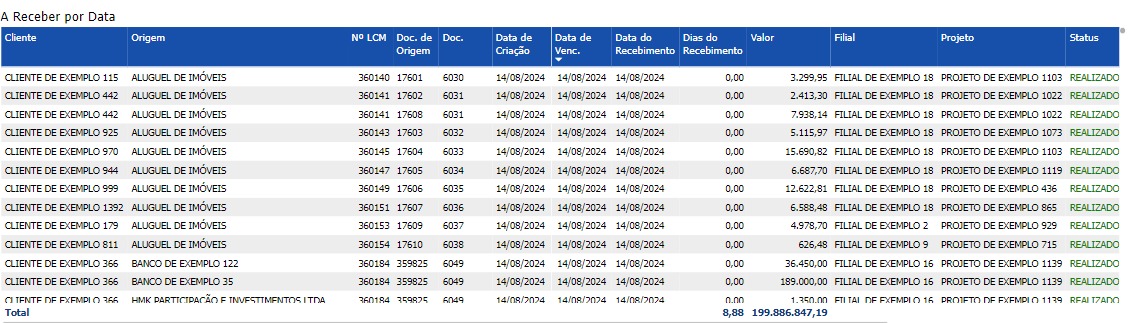 A Receber por Data
Cliente Origem Nº LCM Doc. de Origem Doc. Data de Criação Data de Venc. Data do Recebimento Dias do Recebimento Valor Filial Projeto Status
CLIENTE DE EXEMPLO 115 ALUGUEL DE IMÓVEIS 360140 17601 6030 14/08/2024 14/08/2024 14/08/2024 0,00 3.299,95 FILIAL DE EXEMPLO 18 PROJETO DE EXEMPLO 1103 REALIZADO
CLIENTE DE EXEMPLO 442 ALUGUEL DE IMÓVEIS 360141 17602 6031 14/08/2024 14/08/2024 14/08/2024 0,00 2.413,30 FILIAL DE EXEMPLO 18 PROJETO DE EXEMPLO 1022 REALIZADO
CLIENTE DE EXEMPLO 442 ALUGUEL DE IMÓVEIS 360141 17608 6031 14/08/2024 14/08/2024 14/08/2024 0,00 7.938,14 FILIAL DE EXEMPLO 18 PROJETO DE EXEMPLO 1022 REALIZADO
CLIENTE DE EXEMPLO 925 ALUGUEL DE IMÓVEIS 360143 17603 6032 14/08/2024 14/08/2024 14/08/2024 0,00 5.115,97 FILIAL DE EXEMPLO 18 PROJETO DE EXEMPLO 1073 REALIZADO
CLIENTE DE EXEMPLO 970 ALUGUEL DE IMÓVEIS 360145 17604 6033 14/08/2024 14/08/2024 14/08/2024 0,00 15.690,82 FILIAL DE EXEMPLO 18 PROJETO DE EXEMPLO 1103 REALIZADO
CLIENTE DE EXEMPLO 944 ALUGUEL DE IMÓVEIS 360147 17605 6034 14/08/2024 14/08/2024 14/08/2024 0,00 6.687,70 FILIAL DE EXEMPLO 18 PROJETO DE EXEMPLO 1119 REALIZADO
CLIENTE DE EXEMPLO 999 ALUGUEL DE IMÓVEIS 360149 17606 6035 14/08/2024 14/08/2024 14/08/2024 0,00 12.622,81 FILIAL DE EXEMPLO 18 PROJETO DE EXEMPLO 436 REALIZADO
CLIENTE DE EXEMPLO 1392 ALUGUEL DE IMÓVEIS 360151 17607 6036 14/08/2024 14/08/2024 14/08/2024 0,00 6.588,48 FILIAL DE EXEMPLO 18 PROJETO DE EXEMPLO 865 REALIZADO
CLIENTE DE EXEMPLO 179 ALUGUEL DE IMÓVEIS 360153 17609 6037 14/08/2024 14/08/2024 14/08/2024 0,00 4.978,70 FILIAL DE EXEMPLO 2 PROJETO DE EXEMPLO 929 REALIZADO
CLIENTE DE EXEMPLO 811 ALUGUEL DE IMÓVEIS 360154 17610 6038 14/08/2024 14/08/2024 14/08/2024 0,00 626,48 FILIAL DE EXEMPLO 9 PROJETO DE EXEMPLO 715 REALIZADO
CLIENTE DE EXEMPLO 366 BANCO DE EXEMPLO 122 360184 359825 6049 14/08/2024 14/08/2024 14/08/2024 0,00 36.450,00 FILIAL DE EXEMPLO 16 PROJETO DE EXEMPLO 1139 REALIZADO
CLIENTE DE EXEMPLO 366 BANCO DE EXEMPLO 35 360184 359825 6049 14/08/2024 14/08/2024 14/08/2024 0,00 189.000,00 FILIAL DE EXEMPLO 16 PROJETO DE EXEMPLO 1139 REALIZADO
CLIENTE DE EXEMPLO 366 HMK PARTICIPAÇÃO E INVESTIMENTOS LTDA 360184 359825 6049 14/08/2024 14/08/2024 14/08/2024 0,00 1.350,00 FILIAL DE EXEMPLO 16 PROJETO DE EXEMPLO 1139 REALIZADO
Total 8,88 199.886.847,19